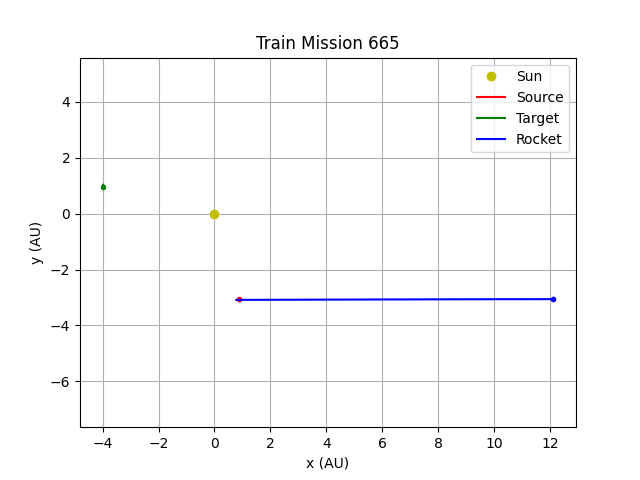 Train Mission 665
Sun
Source
Target
Rocket
4
2
0
−2
−4
−6
y (AU)
−4 −2 0 2 4 6 8 10 12
x (AU)